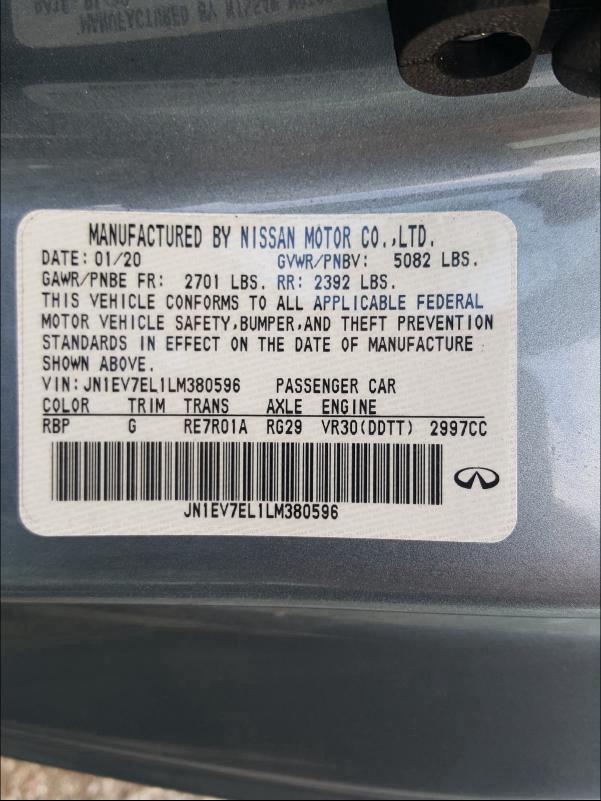 MANUFACTURED BY NISSAN MOTOR CO.,LTD.
DATE: 01/20 GVWR/PNBV: 5082 LBS.
GAWR/PNBE FR: 2701 LBS. RR: 2392 LBS.
THIS VEHICLE CONFORMS TO ALL APPLICABLE FEDERAL
MOTOR VEHICLE SAFETY,BUMPER,AND THEFT PREVENTION
STANDARDS IN EFFECT ON THE DATE OF MANUFACTURE
SHOWN ABOVE.
VIN: JN1EV7EL1LM380596 PASSENGER CAR
COLOR TRIM TRANS AXLE ENGINE
RBP G RE7R01A RG29 VR30(DDTT) 2997CC
JN1EV7EL1LM380596